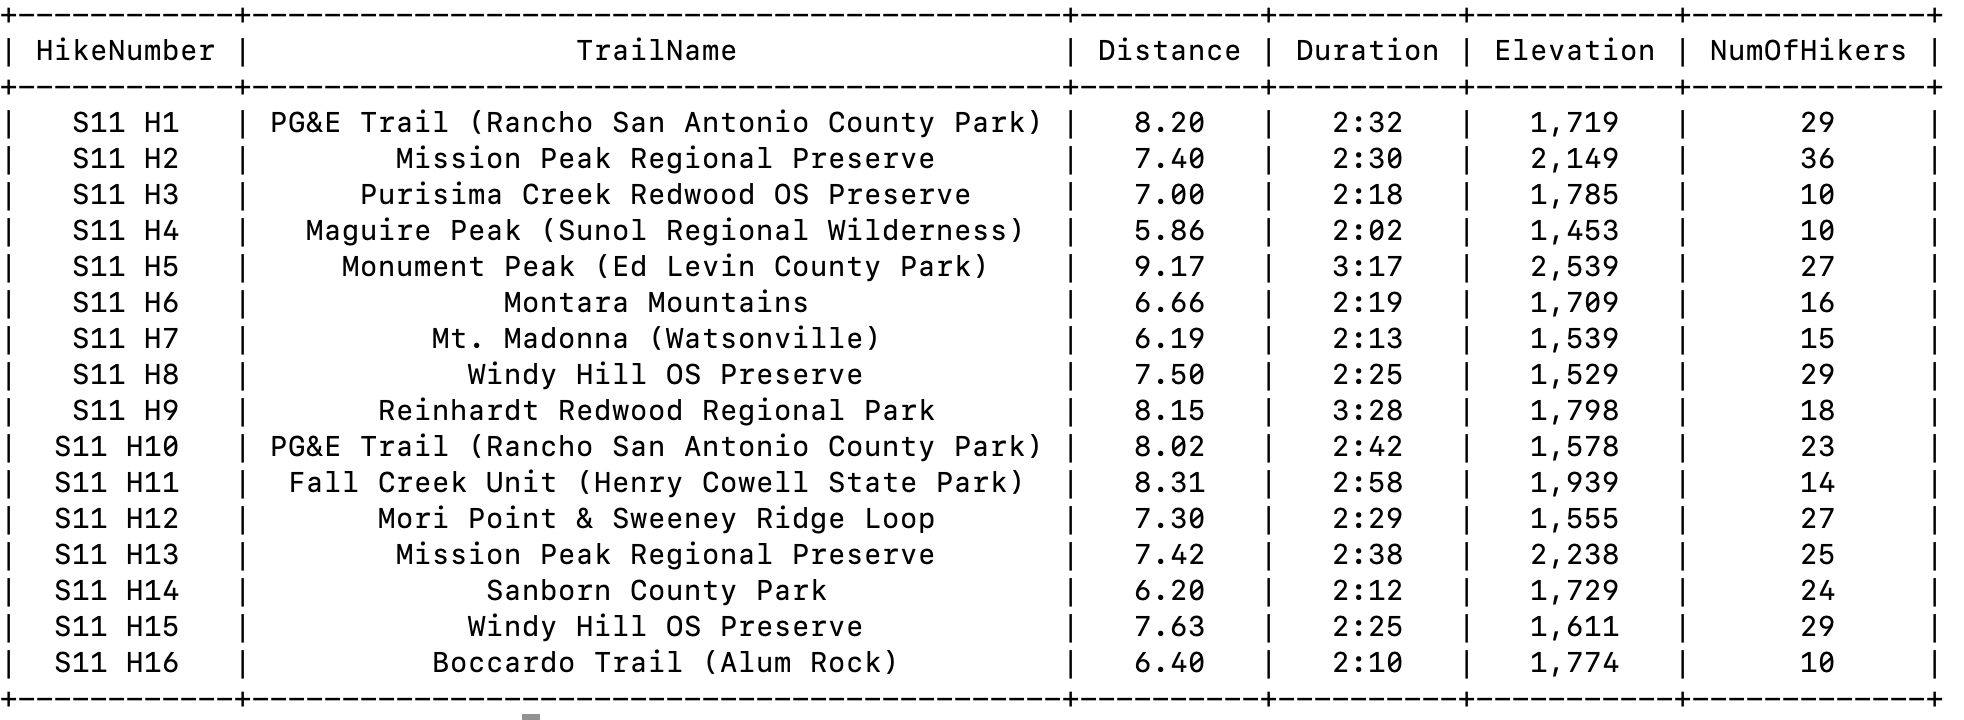 +------------+---------------------------------------------+----------+----------+-----------+-------------+
| HikeNumber | TrailName | Distance | Duration | Elevation | NumOfHikers |
+------------+---------------------------------------------+----------+----------+-----------+-------------+
| S11 H1 | PG&E Trail (Rancho San Antonio County Park) | 8.20 | 2:32 | 1,719 | 29 |
| S11 H2 | Mission Peak Regional Preserve | 7.40 | 2:30 | 2,149 | 36 |
| S11 H3 | Purisima Creek Redwood OS Preserve | 7.00 | 2:18 | 1,785 | 10 |
| S11 H4 | Maguire Peak (Sunol Regional Wilderness) | 5.86 | 2:02 | 1,453 | 10 |
| S11 H5 | Monument Peak (Ed Levin County Park) | 9.17 | 3:17 | 2,539 | 27 |
| S11 H6 | Montara Mountains | 6.66 | 2:19 | 1,709 | 16 |
| S11 H7 | Mt. Madonna (Watsonville) | 6.19 | 2:13 | 1,539 | 15 |
| S11 H8 | Windy Hill OS Preserve | 7.50 | 2:25 | 1,529 | 29 |
| S11 H9 | Reinhardt Redwood Regional Park | 8.15 | 3:28 | 1,798 | 18 |
| S11 H10 | PG&E Trail (Rancho San Antonio County Park) | 8.02 | 2:42 | 1,578 | 23 |
| S11 H11 | Fall Creek Unit (Henry Cowell State Park) | 8.31 | 2:58 | 1,939 | 14 |
| S11 H12 | Mori Point & Sweeney Ridge Loop | 7.30 | 2:29 | 1,555 | 27 |
| S11 H13 | Mission Peak Regional Preserve | 7.42 | 2:38 | 2,238 | 25 |
| S11 H14 | Sanborn County Park | 6.20 | 2:12 | 1,729 | 24 |
| S11 H15 | Windy Hill OS Preserve | 7.63 | 2:25 | 1,611 | 29 |
| S11 H16 | Boccardo Trail (Alum Rock) | 6.40 | 2:10 | 1,774 | 10 |
+------------+---------------------------------------------+----------+----------+-----------+-------------+